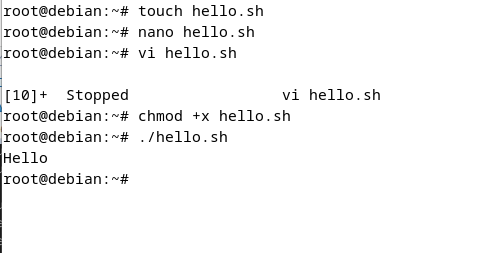 root@debian:~# touch hello.sh
root@debian:~# nano hello.sh
root@debian:~# vi hello.sh
[10]+  Stopped                 vi hello.sh
root@debian:~# chmod +x hello.sh
root@debian:~# ./hello.sh
Hello
root@debian:~#